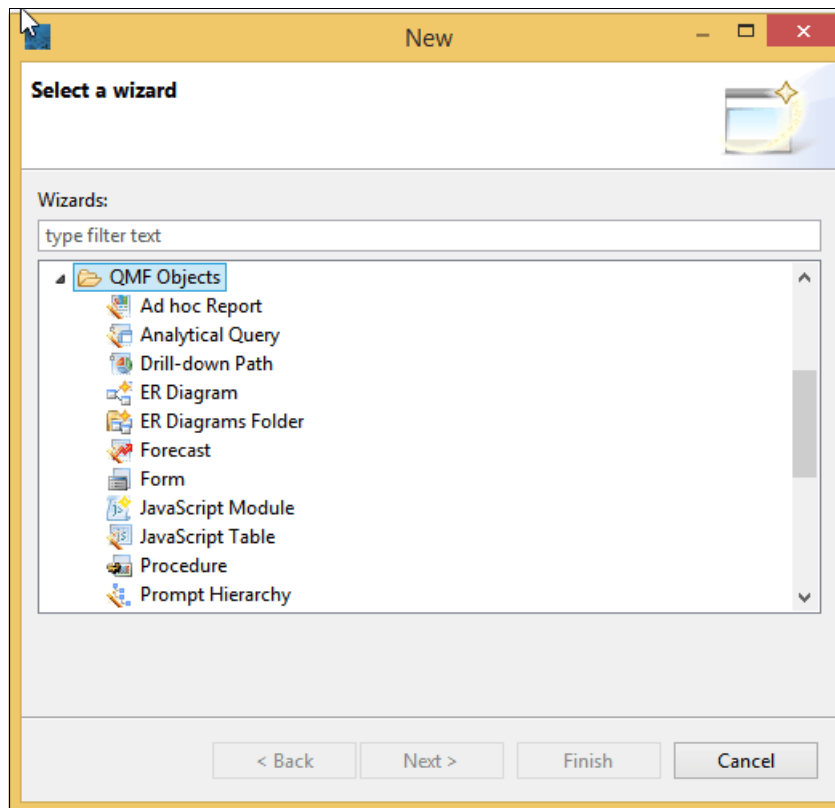 New
Select a wizard
Wizards:
type filter text
QMF Objects
Ad hoc Report
Analytical Query
Drill-down Path
ER Diagram
ER Diagrams Folder
Forecast
Form
JavaScript Module
JavaScript Table
Procedure
Prompt Hierarchy
< Back Next > Finish Cancel